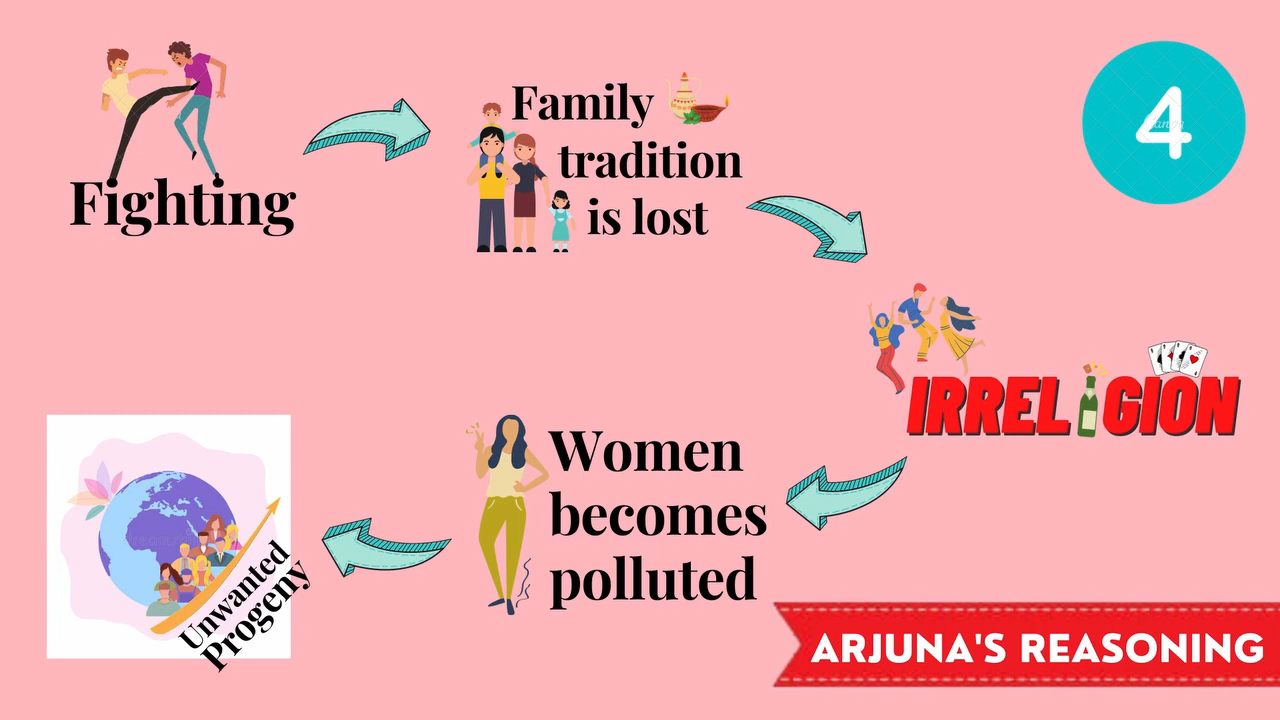 Fighting
Family
tradition
is lost
4
IRRELIGION
Women
becomes
polluted
Unwanted
Progeny
ARJUNA'S REASONING